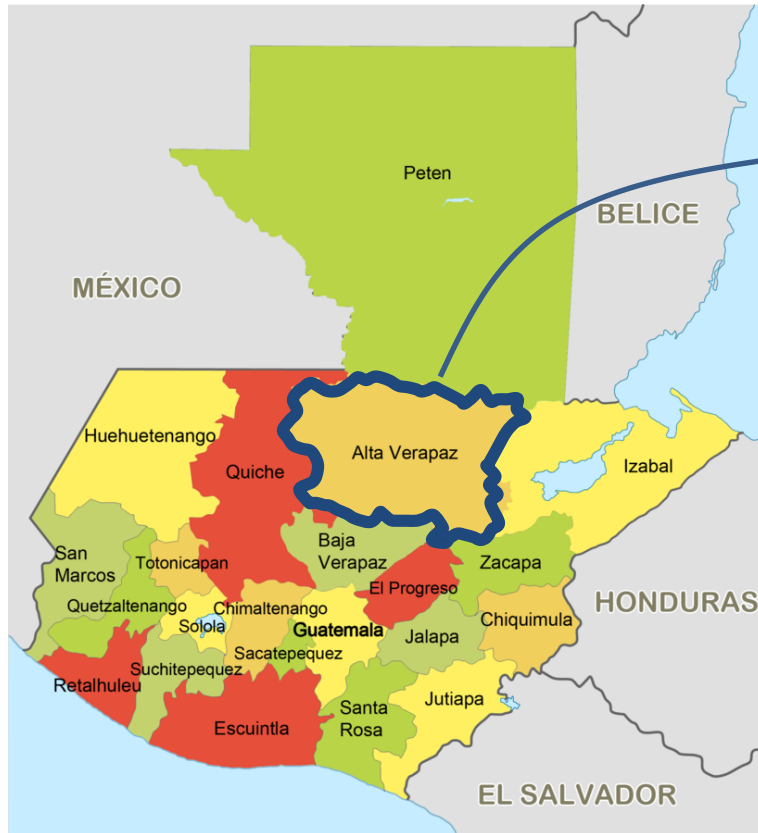 Peten
BELICE
MÉXICO
Huehuetenango
Alta Verapaz
Izabal
Quiche
Baja
Verapaz
San
Marcos
Totonicapan
Zacapa
El Progreso
Quetzaltenango
Chimaltenango
Solola
HONDURAS
Chiquimula
Guatemala
Jalapa
Sacatepequez
Suchitepequez
Retalhuleu
Jutiapa
Santa
Rosa
Escuintla
EL SALVADOR